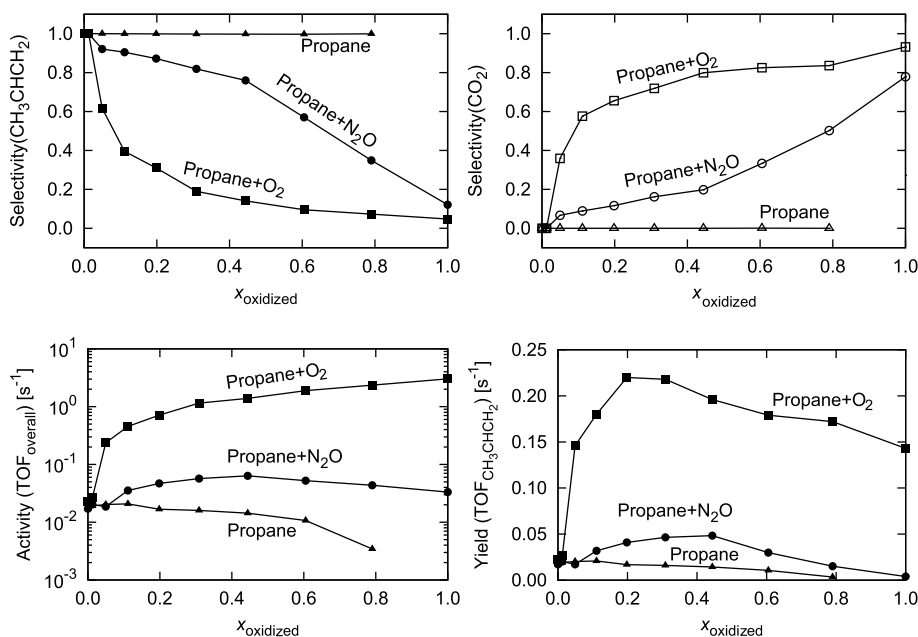 Selectivity(CH₃CHCH₂)
1.0
0.8
0.6
0.4
0.2
0.0
Propane
Propane+N₂O
Propane+O₂
0.0 0.2 0.4 0.6 0.8 1.0
x_oxidized
Selectivity(CO₂)
1.0
0.8
0.6
0.4
0.2
0.0
Propane+O₂
Propane+N₂O
Propane
0.0 0.2 0.4 0.6 0.8 1.0
x_oxidized
Activity (TOF_overall) [s⁻¹]
10¹
10⁰
10⁻¹
10⁻²
10⁻³
Propane+O₂
Propane+N₂O
Propane
0.0 0.2 0.4 0.6 0.8 1.0
x_oxidized
Yield (TOF_CH₃CHCH₂) [s⁻¹]
0.25
0.20
0.15
0.10
0.05
0.00
Propane+O₂
Propane+N₂O
Propane
0.0 0.2 0.4 0.6 0.8 1.0
x_oxidized